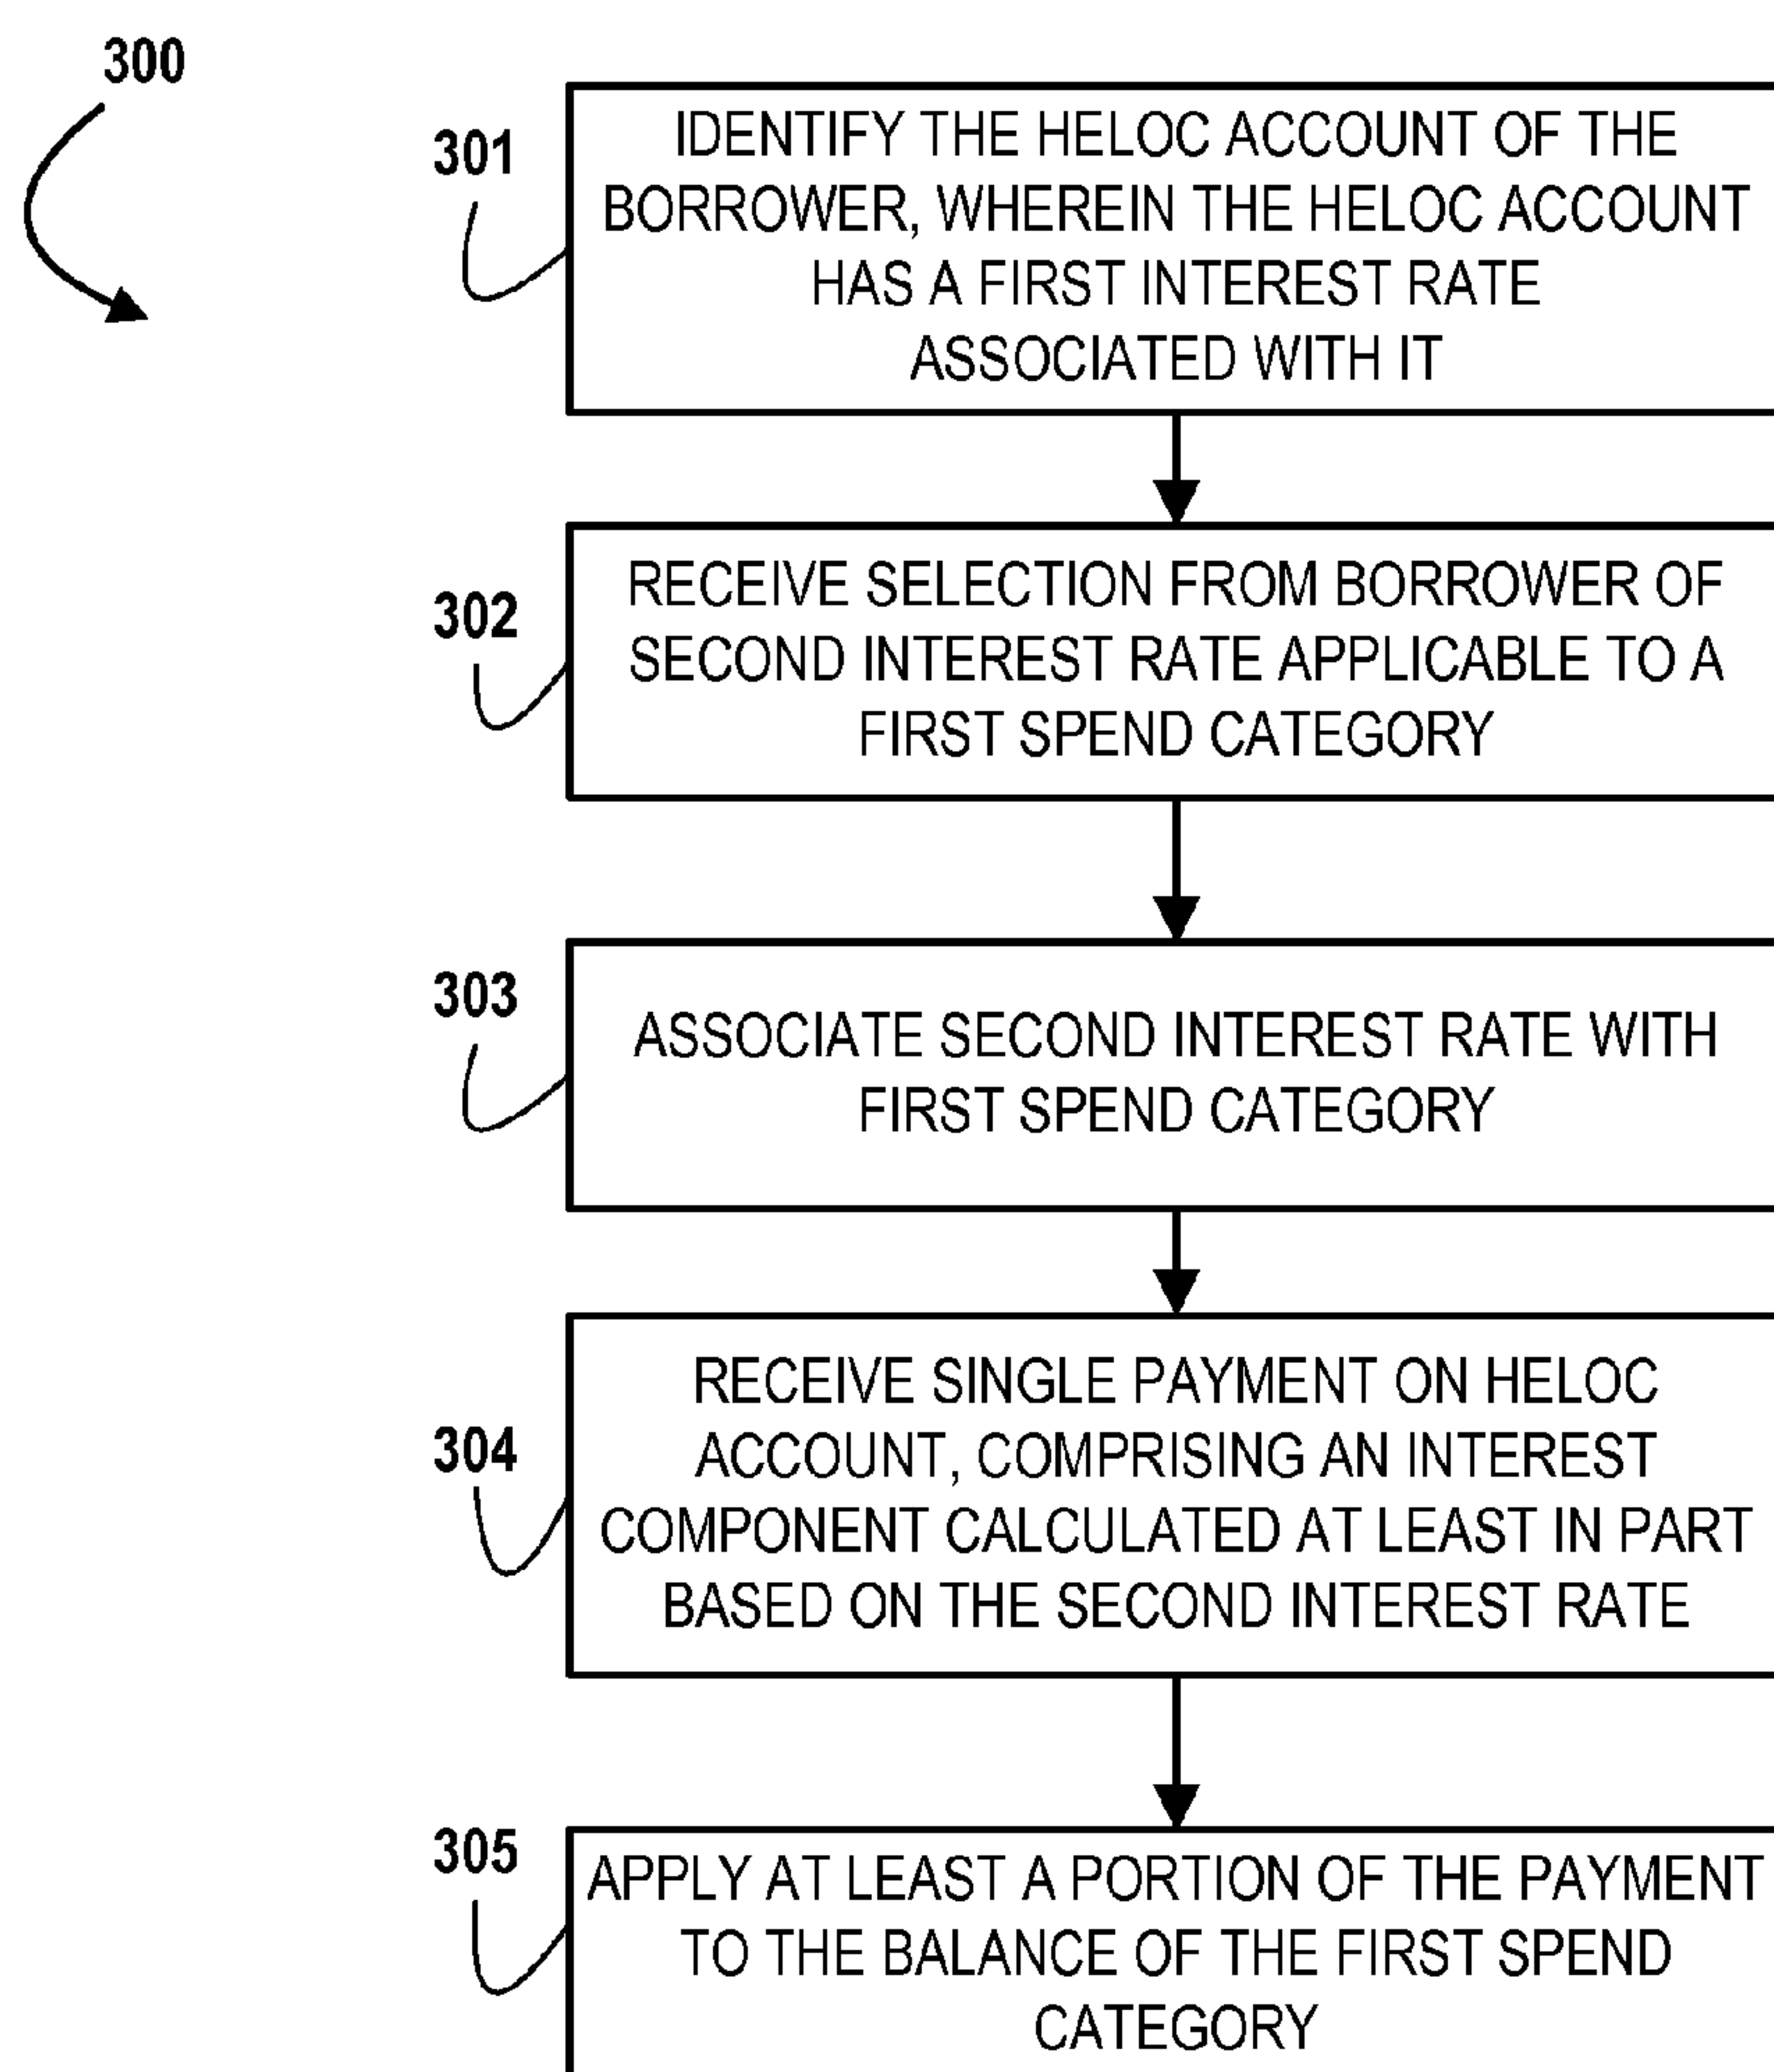 300
301
IDENTIFY THE HELOC ACCOUNT OF THE
BORROWER, WHEREIN THE HELOC ACCOUNT
HAS A FIRST INTEREST RATE
ASSOCIATED WITH IT
302
RECEIVE SELECTION FROM BORROWER OF
SECOND INTEREST RATE APPLICABLE TO A
FIRST SPEND CATEGORY
303
ASSOCIATE SECOND INTEREST RATE WITH
FIRST SPEND CATEGORY
304
RECEIVE SINGLE PAYMENT ON HELOC
ACCOUNT, COMPRISING AN INTEREST
COMPONENT CALCULATED AT LEAST IN PART
BASED ON THE SECOND INTEREST RATE
305
APPLY AT LEAST A PORTION OF THE PAYMENT
TO THE BALANCE OF THE FIRST SPEND
CATEGORY